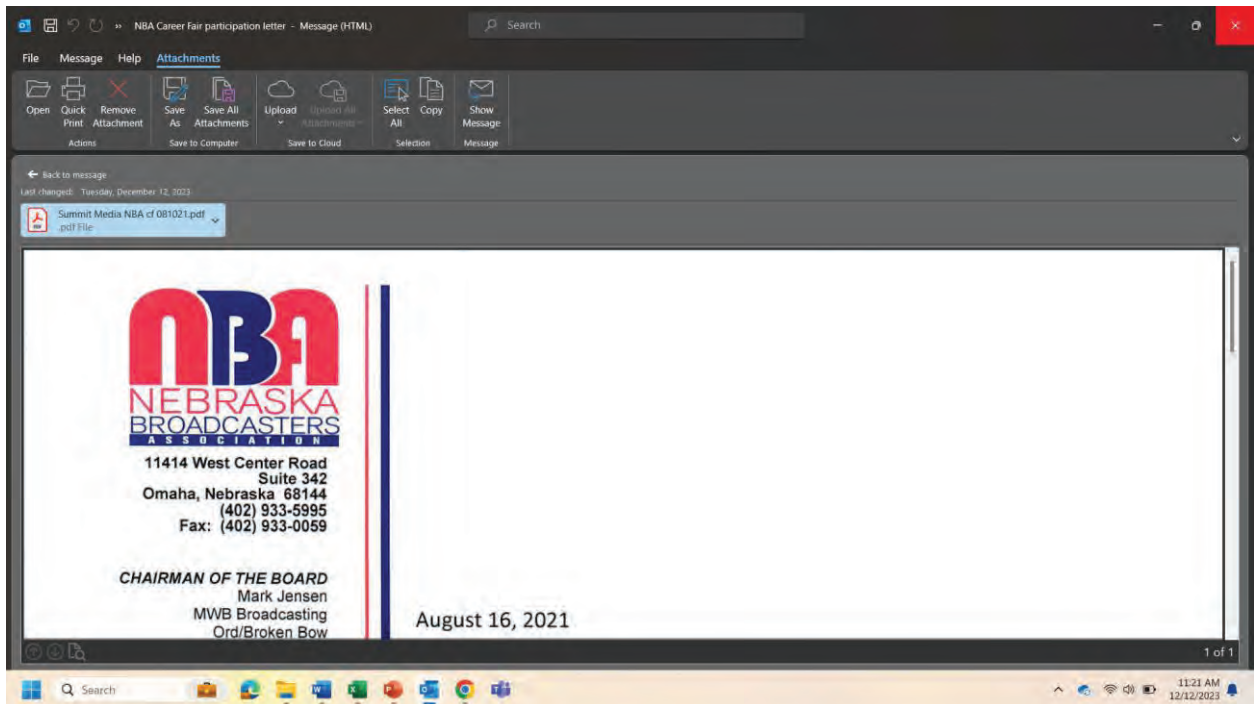 NBA Career Fair participation letter - Message (HTML)
Search
File Message Help Attachments
Open Quick Print Remove Attachment Save As Save All Attachments Upload Upload All Attachments Select All Copy Show Message
Actions Save to Computer Save to Cloud Selection Message
Back to message
Last changed: Tuesday, December 12, 2023
Summit Media NBA cf 081021.pdf
.pdf File
NBA
NEBRASKA
BROADCASTERS
ASSOCIATION
11414 West Center Road
Suite 342
Omaha, Nebraska 68144
(402) 933-5995
Fax: (402) 933-0059
CHAIRMAN OF THE BOARD
Mark Jensen
MWB Broadcasting
Ord/Broken Bow
August 16, 2021
1 of 1
Search
11:21 AM
12/12/2023